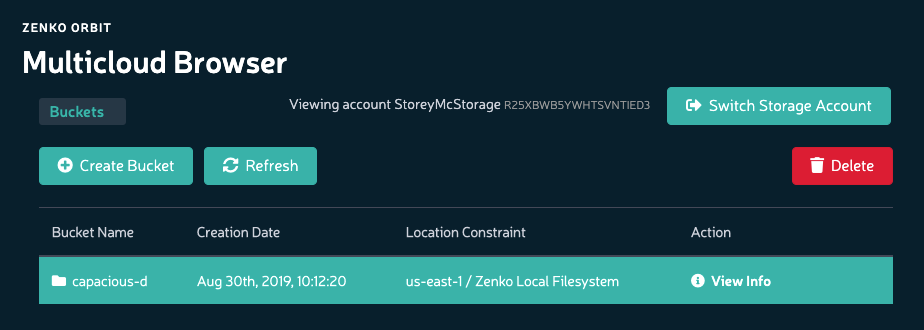 ZENKO ORBIT
Multicloud Browser
Buckets
Viewing account StoreyMcStorage R25XBWB5YWHTSVNTIED3
Switch Storage Account
Create Bucket
Refresh
Delete
Bucket Name Creation Date Location Constraint Action
capacious-d Aug 30th, 2019, 10:12:20 us-east-1 / Zenko Local Filesystem View Info